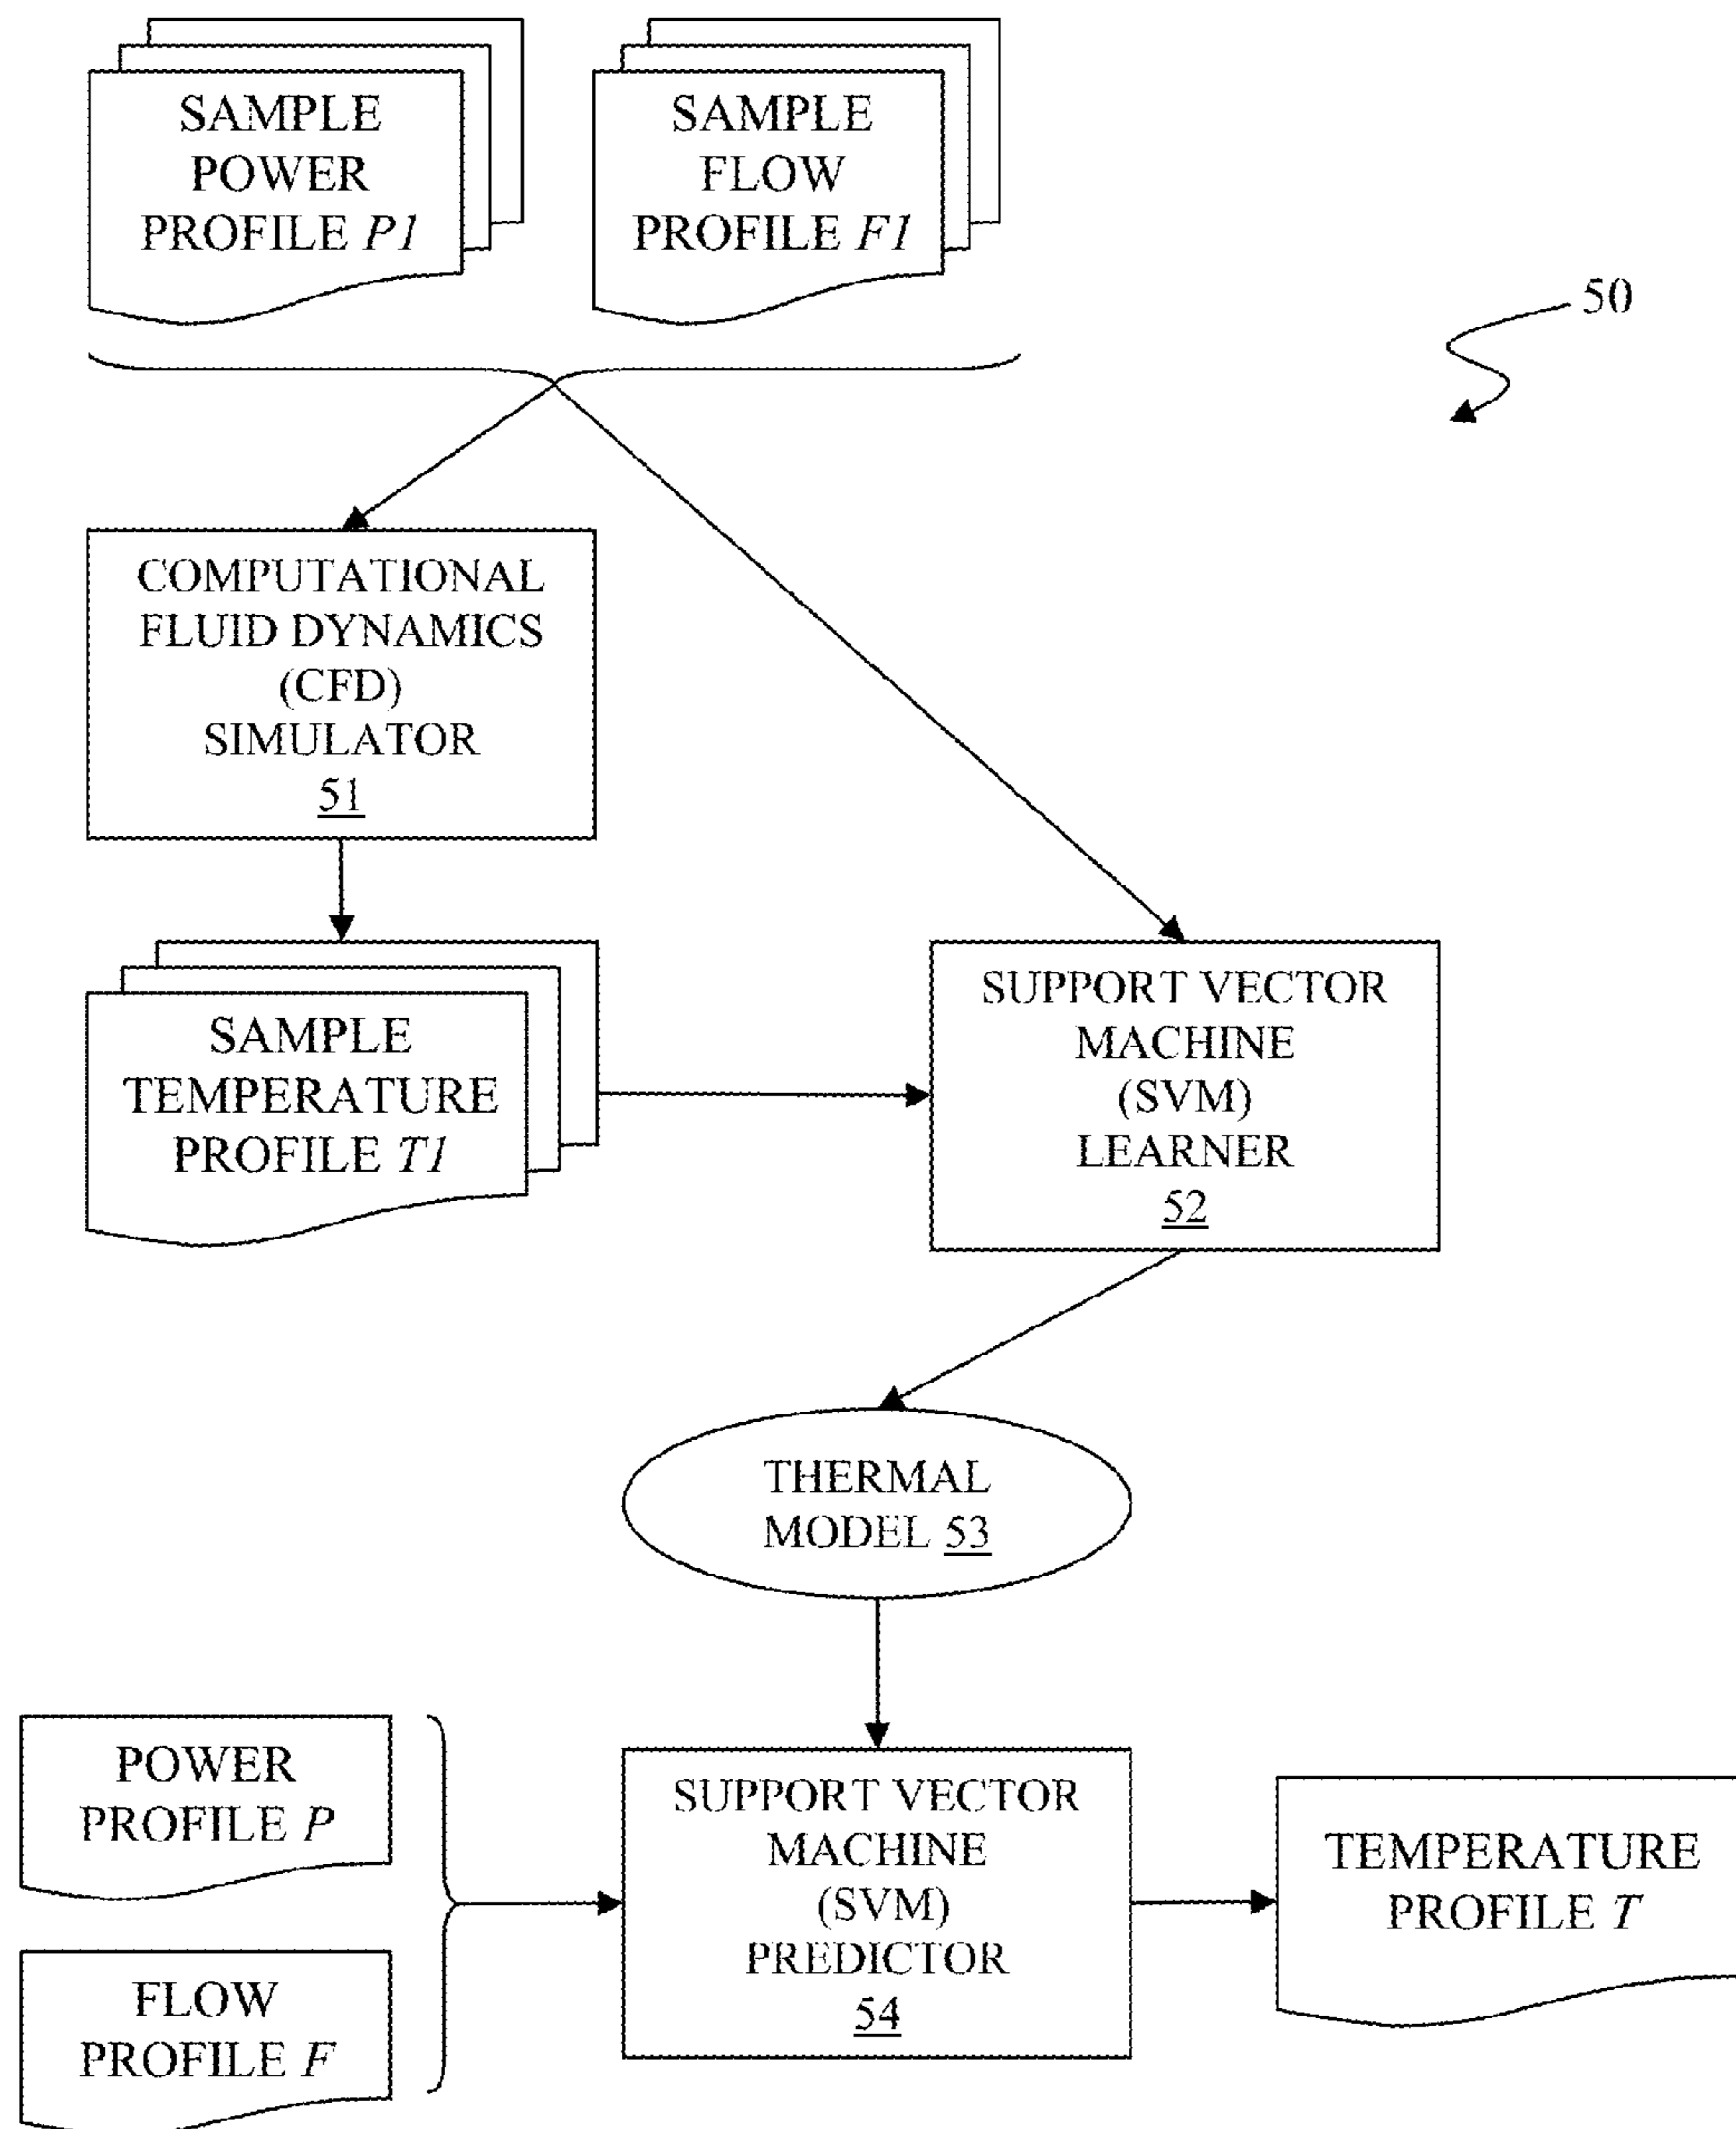 SAMPLE
POWER
PROFILE P1
SAMPLE
FLOW
PROFILE F1
50
COMPUTATIONAL
FLUID DYNAMICS
(CFD)
SIMULATOR
51
SAMPLE
TEMPERATURE
PROFILE T1
SUPPORT VECTOR
MACHINE
(SVM)
LEARNER
52
THERMAL
MODEL 53
POWER
PROFILE P
FLOW
PROFILE F
SUPPORT VECTOR
MACHINE
(SVM)
PREDICTOR
54
TEMPERATURE
PROFILE T